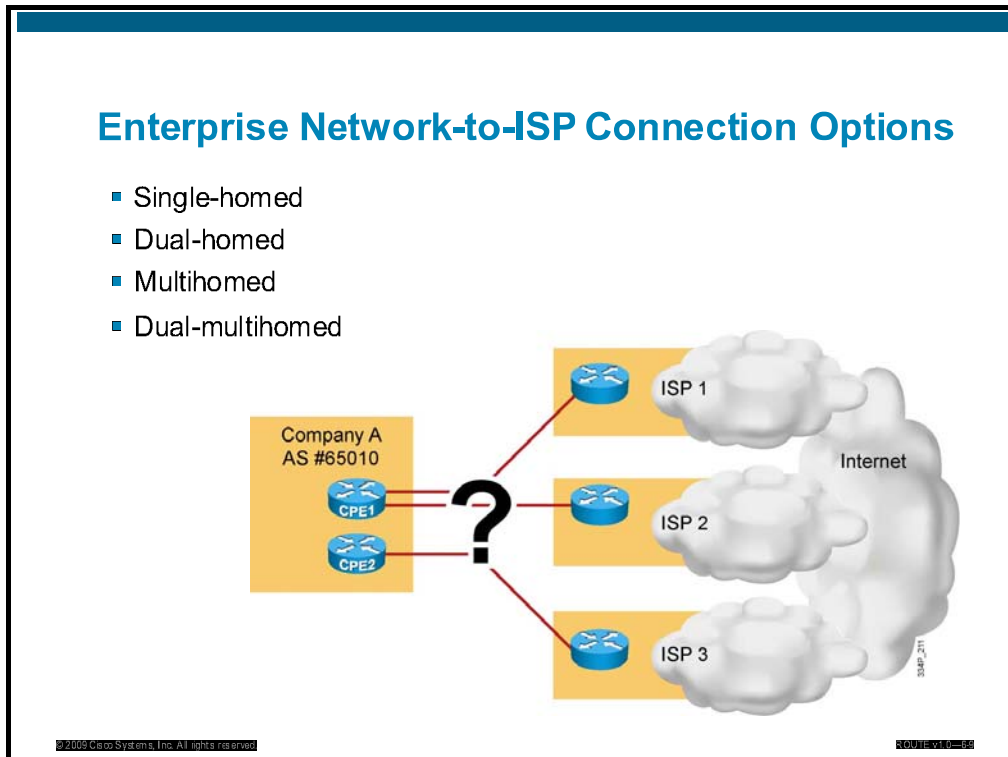 Enterprise Network-to-ISP Connection Options
Single-homed
Dual-homed
Multihomed
Dual-multihomed
Company A
AS #65010
CPE1
CPE2
?
ISP 1
ISP 2
ISP 3
Internet
334P_211
© 2009 Cisco Systems, Inc. All rights reserved.
ROUTE v1.0—6-9